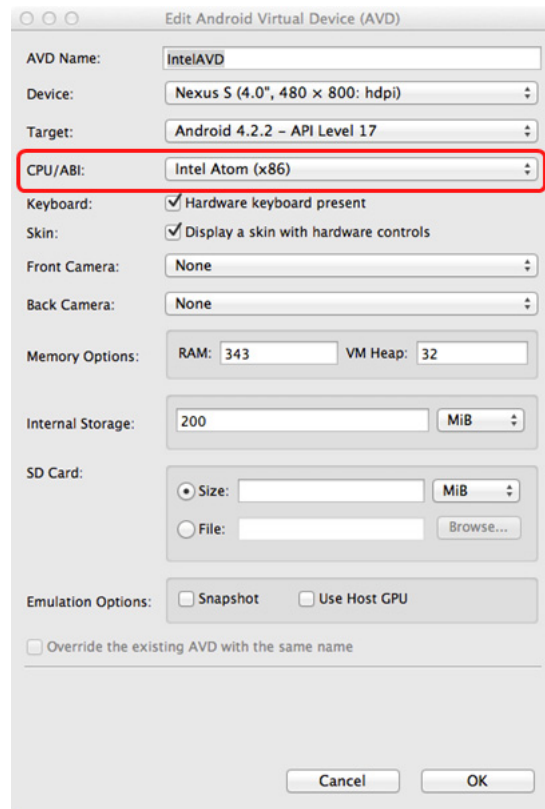 Edit Android Virtual Device (AVD)
AVD Name: IntelAVD
Device: Nexus S (4.0", 480 × 800: hdpi)
Target: Android 4.2.2 – API Level 17
CPU/ABI: Intel Atom (x86)
Keyboard: Hardware keyboard present
Skin: Display a skin with hardware controls
Front Camera: None
Back Camera: None
Memory Options: RAM: 343 VM Heap: 32
Internal Storage: 200 MiB
SD Card:
Size: MiB
File: Browse...
Emulation Options: Snapshot Use Host GPU
Override the existing AVD with the same name
Cancel OK